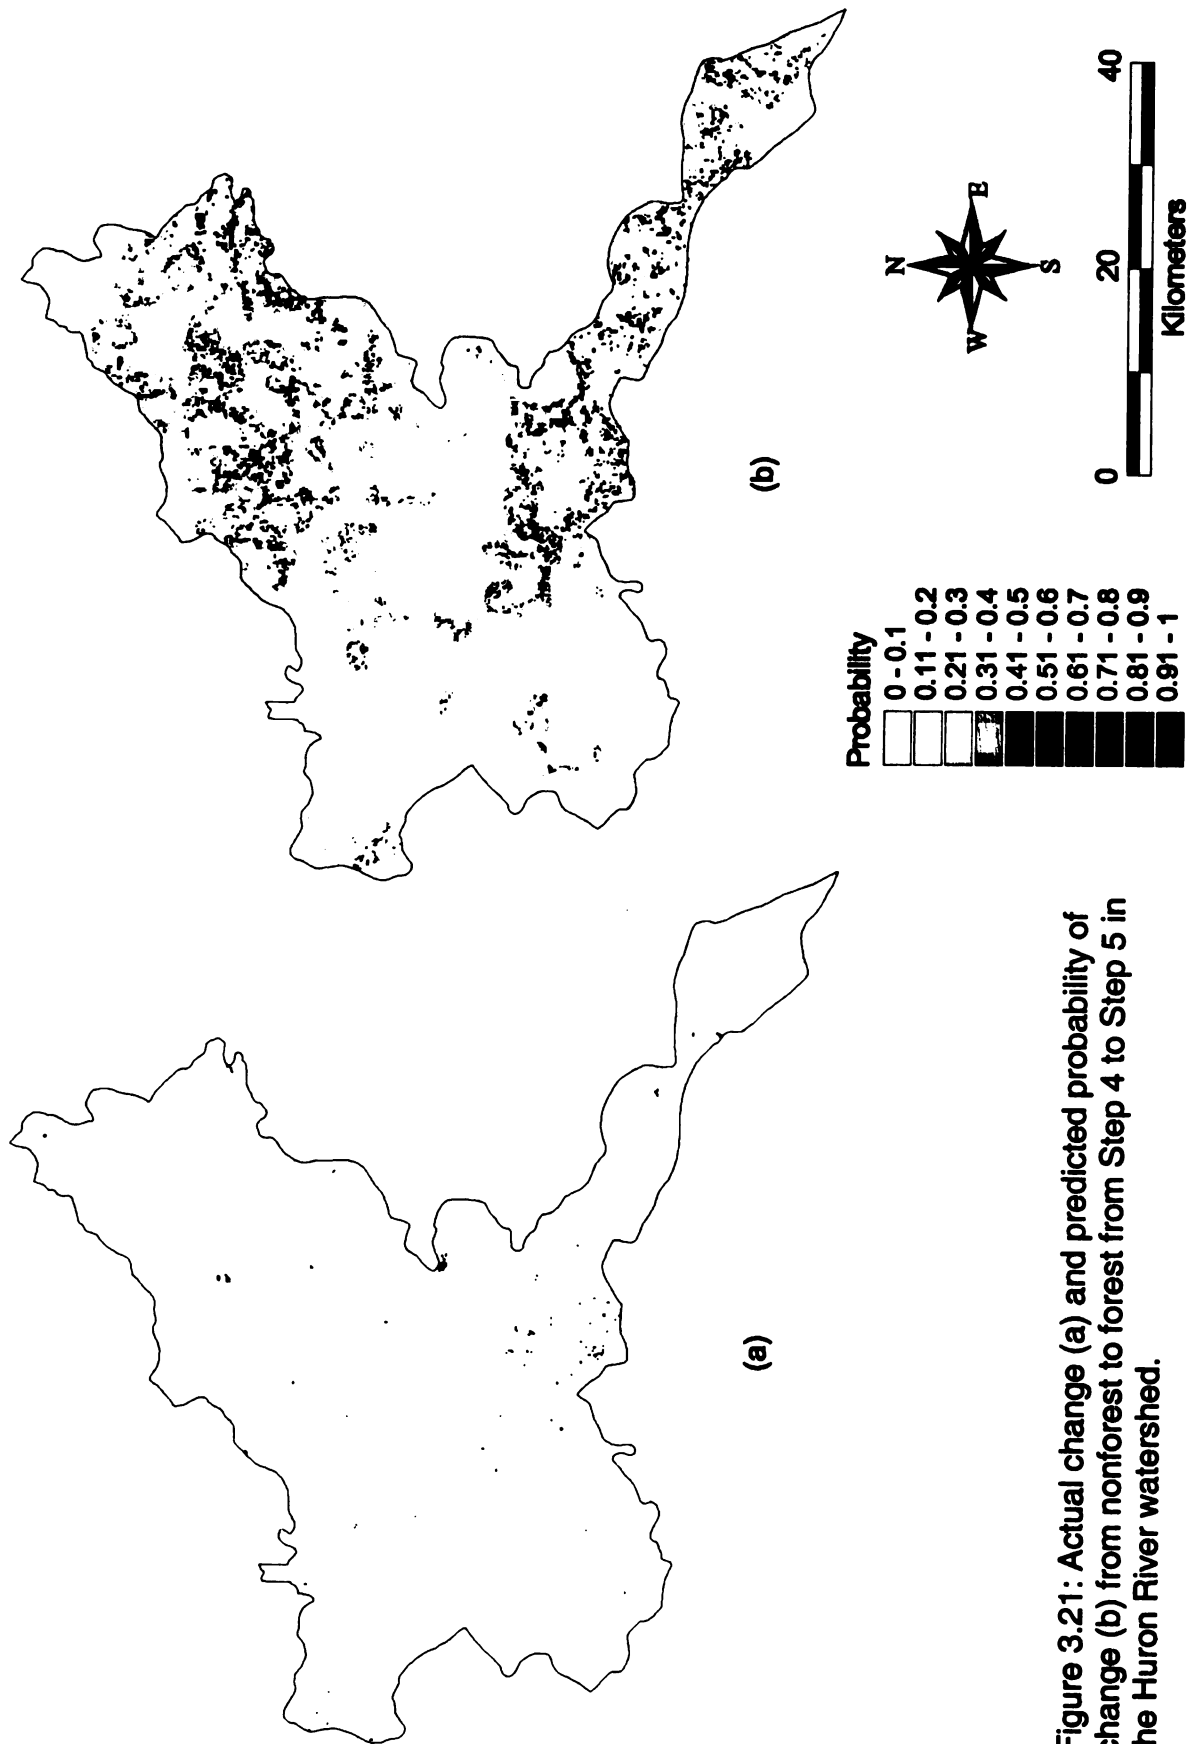 (a)
(b)
N
W
E
S
Probability
0 - 0.1
0.11 - 0.2
0.21 - 0.3
0.31 - 0.4
0.41 - 0.5
0.51 - 0.6
0.61 - 0.7
0.71 - 0.8
0.81 - 0.9
0.91 - 1
0 20 40
Kilometers
Figure 3.21: Actual change (a) and predicted probability of
change (b) from nonforest to forest from Step 4 to Step 5 in
the Huron River watershed.